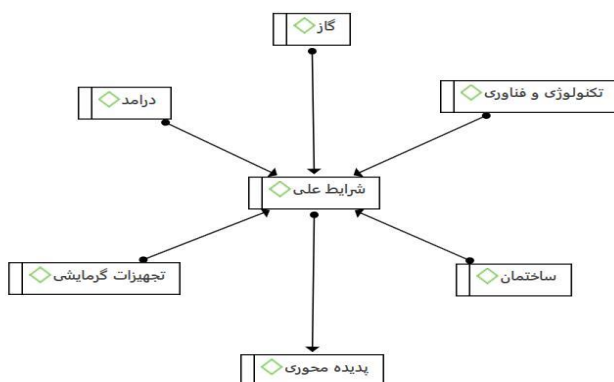 گاز
تکنولوژی و فناوری
درامد
شرایط علی
ساختمان
تجهیزات گرمایشی
پدیده محوری